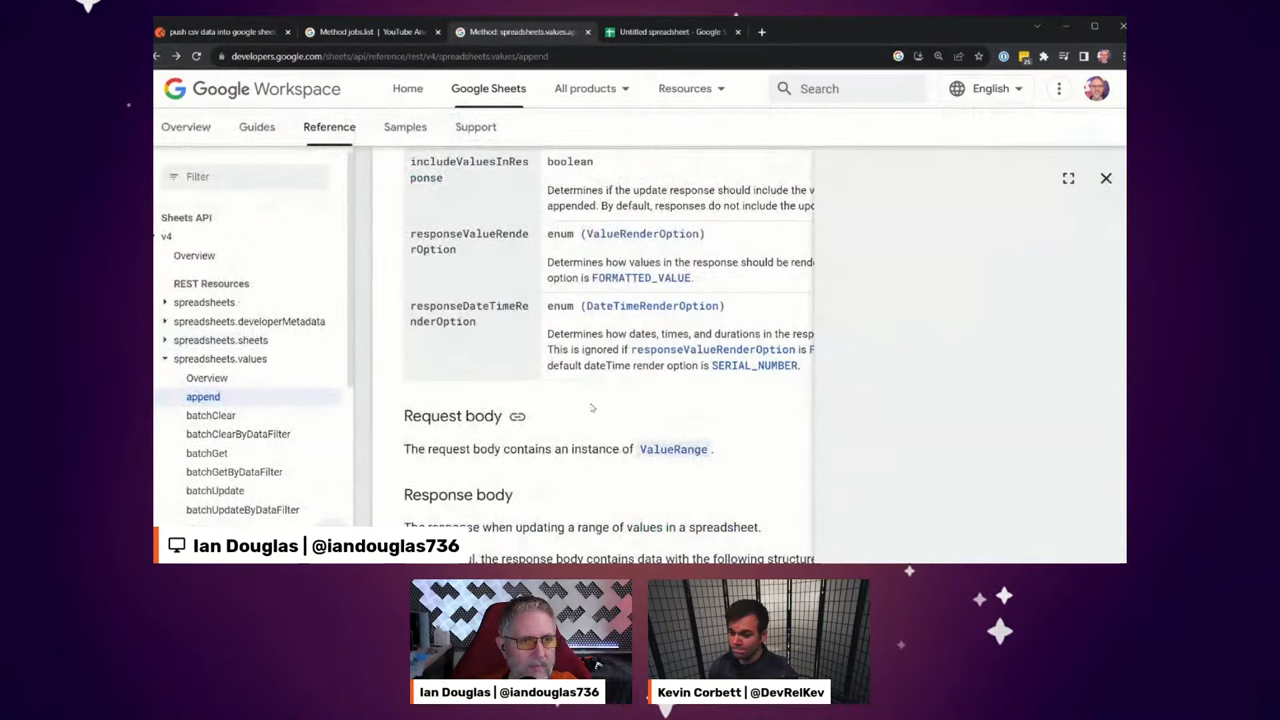 push csv data into google sheet
Method jobs.list | YouTube An
Method: spreadsheets.values.ap
Untitled spreadsheet - Google S
developers.google.com/sheets/api/reference/rest/v4/spreadsheets.values/append
Google Workspace
Home
Google Sheets
All products
Resources
Search
English
Overview
Guides
Reference
Samples
Support
Filter
Sheets API
v4
Overview
REST Resources
spreadsheets
spreadsheets.developerMetadata
spreadsheets.sheets
spreadsheets.values
Overview
append
batchClear
batchClearByDataFilter
batchGet
batchGetByDataFilter
batchUpdate
batchUpdateByDataFilter
includeValuesInRes
ponse
boolean
Determines if the update response should include the v
appended. By default, responses do not include the upd
responseValueRende
rOption
enum (ValueRenderOption)
Determines how values in the response should be rend
option is FORMATTED_VALUE.
responseDateTimeRe
nderOption
enum (DateTimeRenderOption)
Determines how dates, times, and durations in the resp
This is ignored if responseValueRenderOption is F
default dateTime render option is SERIAL_NUMBER.
Request body
The request body contains an instance of ValueRange.
Response body
The response when updating a range of values in a spreadsheet.
ul, the response body contains data with the following structure
Ian Douglas | @iandouglas736
Ian Douglas | @iandouglas736
Kevin Corbett | @DevRelKev